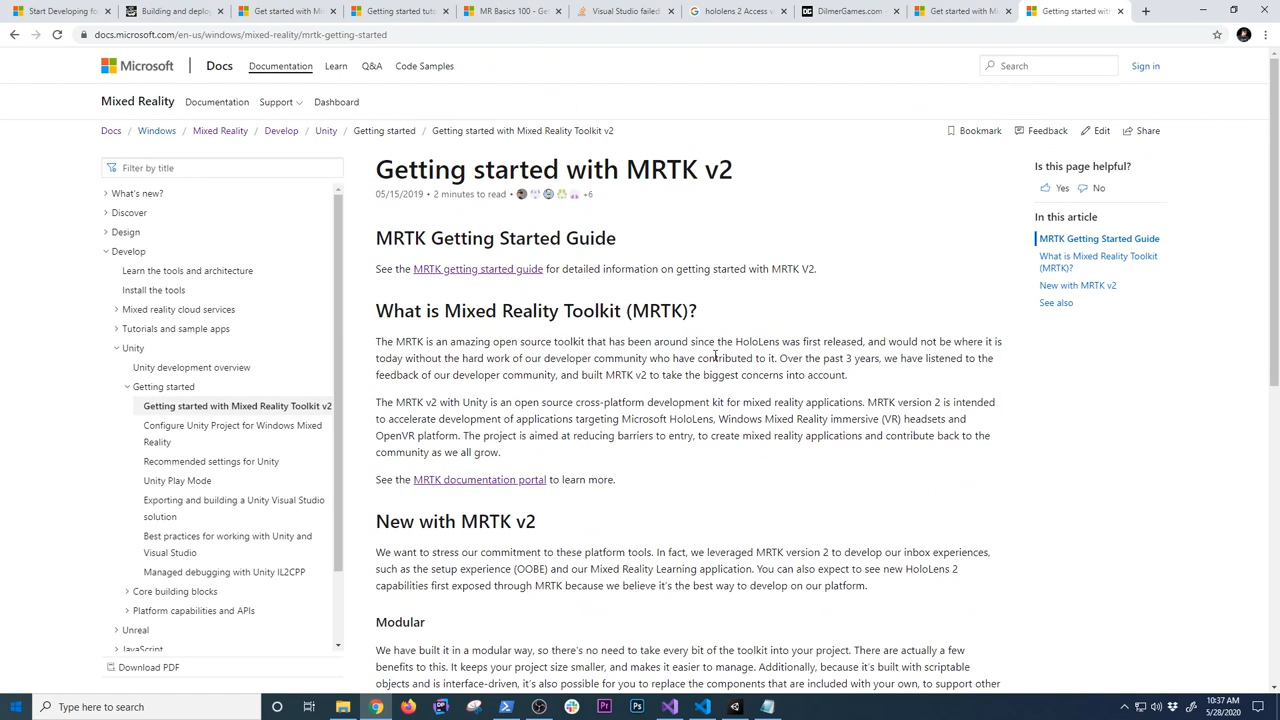 Start Developing fo
Building and deploy
Get started with Mi
Getting started tuto
MR Basics 100 - Get
Visual Studio failed
hololens 2 Access v
DilmerGames.com -
Get started with Mi
Getting started with
docs.microsoft.com/en-us/windows/mixed-reality/mrtk-getting-started
Microsoft
Docs
Documentation
Learn
Q&A
Code Samples
Search
Sign in
Mixed Reality
Documentation
Support
Dashboard
Docs / Windows / Mixed Reality / Develop / Unity / Getting started / Getting started with Mixed Reality Toolkit v2
Bookmark
Feedback
Edit
Share
Filter by title
What's new?
Discover
Design
Develop
Learn the tools and architecture
Install the tools
Mixed reality cloud services
Tutorials and sample apps
Unity
Unity development overview
Getting started
Getting started with Mixed Reality Toolkit v2
Configure Unity Project for Windows Mixed
Reality
Recommended settings for Unity
Unity Play Mode
Exporting and building a Unity Visual Studio
solution
Best practices for working with Unity and
Visual Studio
Managed debugging with Unity IL2CPP
Core building blocks
Platform capabilities and APIs
Unreal
JavaScript
Download PDF
Getting started with MRTK v2
05/15/2019 • 2 minutes to read • +6
MRTK Getting Started Guide
See the MRTK getting started guide for detailed information on getting started with MRTK V2.
What is Mixed Reality Toolkit (MRTK)?
The MRTK is an amazing open source toolkit that has been around since the HoloLens was first released, and would not be where it is
today without the hard work of our developer community who have contributed to it. Over the past 3 years, we have listened to the
feedback of our developer community, and built MRTK v2 to take the biggest concerns into account.
The MRTK v2 with Unity is an open source cross-platform development kit for mixed reality applications. MRTK version 2 is intended
to accelerate development of applications targeting Microsoft HoloLens, Windows Mixed Reality immersive (VR) headsets and
OpenVR platform. The project is aimed at reducing barriers to entry, to create mixed reality applications and contribute back to the
community as we all grow.
See the MRTK documentation portal to learn more.
New with MRTK v2
We want to stress our commitment to these platform tools. In fact, we leveraged MRTK version 2 to develop our inbox experiences,
such as the setup experience (OOBE) and our Mixed Reality Learning application. You can also expect to see new HoloLens 2
capabilities first exposed through MRTK because we believe it's the best way to develop on our platform.
Modular
We have built it in a modular way, so there's no need to take every bit of the toolkit into your project. There are actually a few
benefits to this. It keeps your project size smaller, and makes it easier to manage. Additionally, because it's built with scriptable
objects and is interface-driven, it's also possible for you to replace the components that are included with your own, to support other
Is this page helpful?
Yes
No
In this article
MRTK Getting Started Guide
What is Mixed Reality Toolkit
(MRTK)?
New with MRTK v2
See also
Type here to search
10:37 AM
5/28/2020